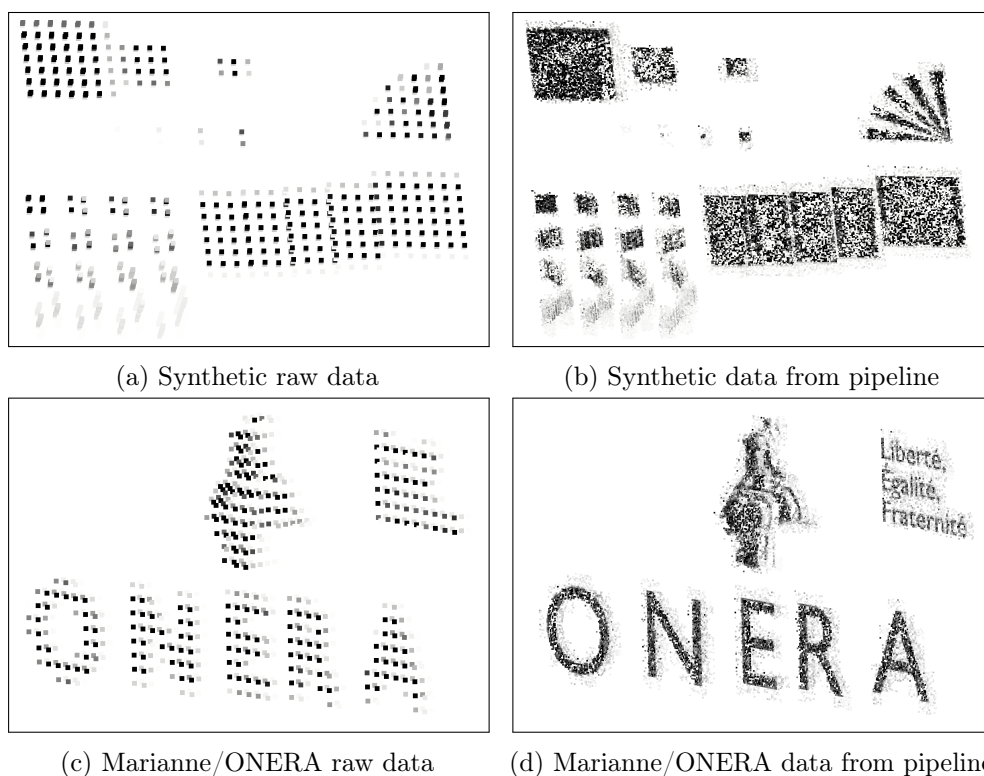 (a) Synthetic raw data
(b) Synthetic data from pipeline
Liberté,
Égalité,
Fraternité
ONERA
ONERA
(c) Marianne/ONERA raw data
(d) Marianne/ONERA data from pipeline